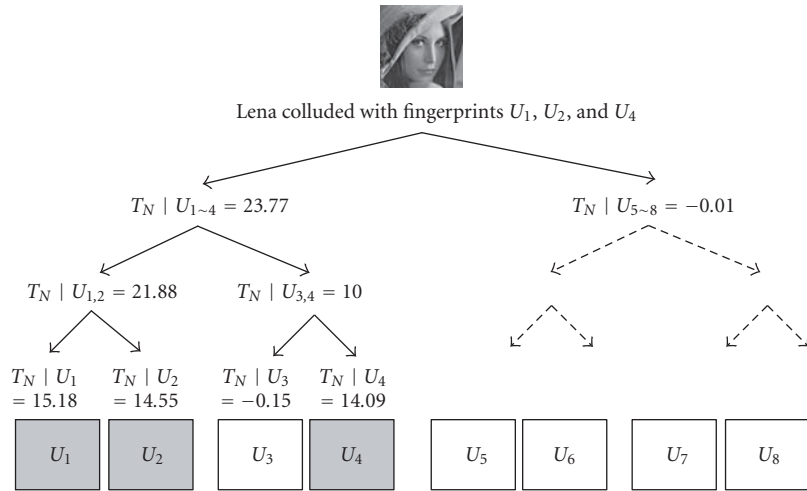 Lena colluded with fingerprints U1, U2, and U4
TN | U1~4 = 23.77
TN | U5~8 = −0.01
TN | U1,2 = 21.88
TN | U3,4 = 10
TN | U1
= 15.18
TN | U2
= 14.55
TN | U3
= −0.15
TN | U4
= 14.09
U1
U2
U3
U4
U5
U6
U7
U8